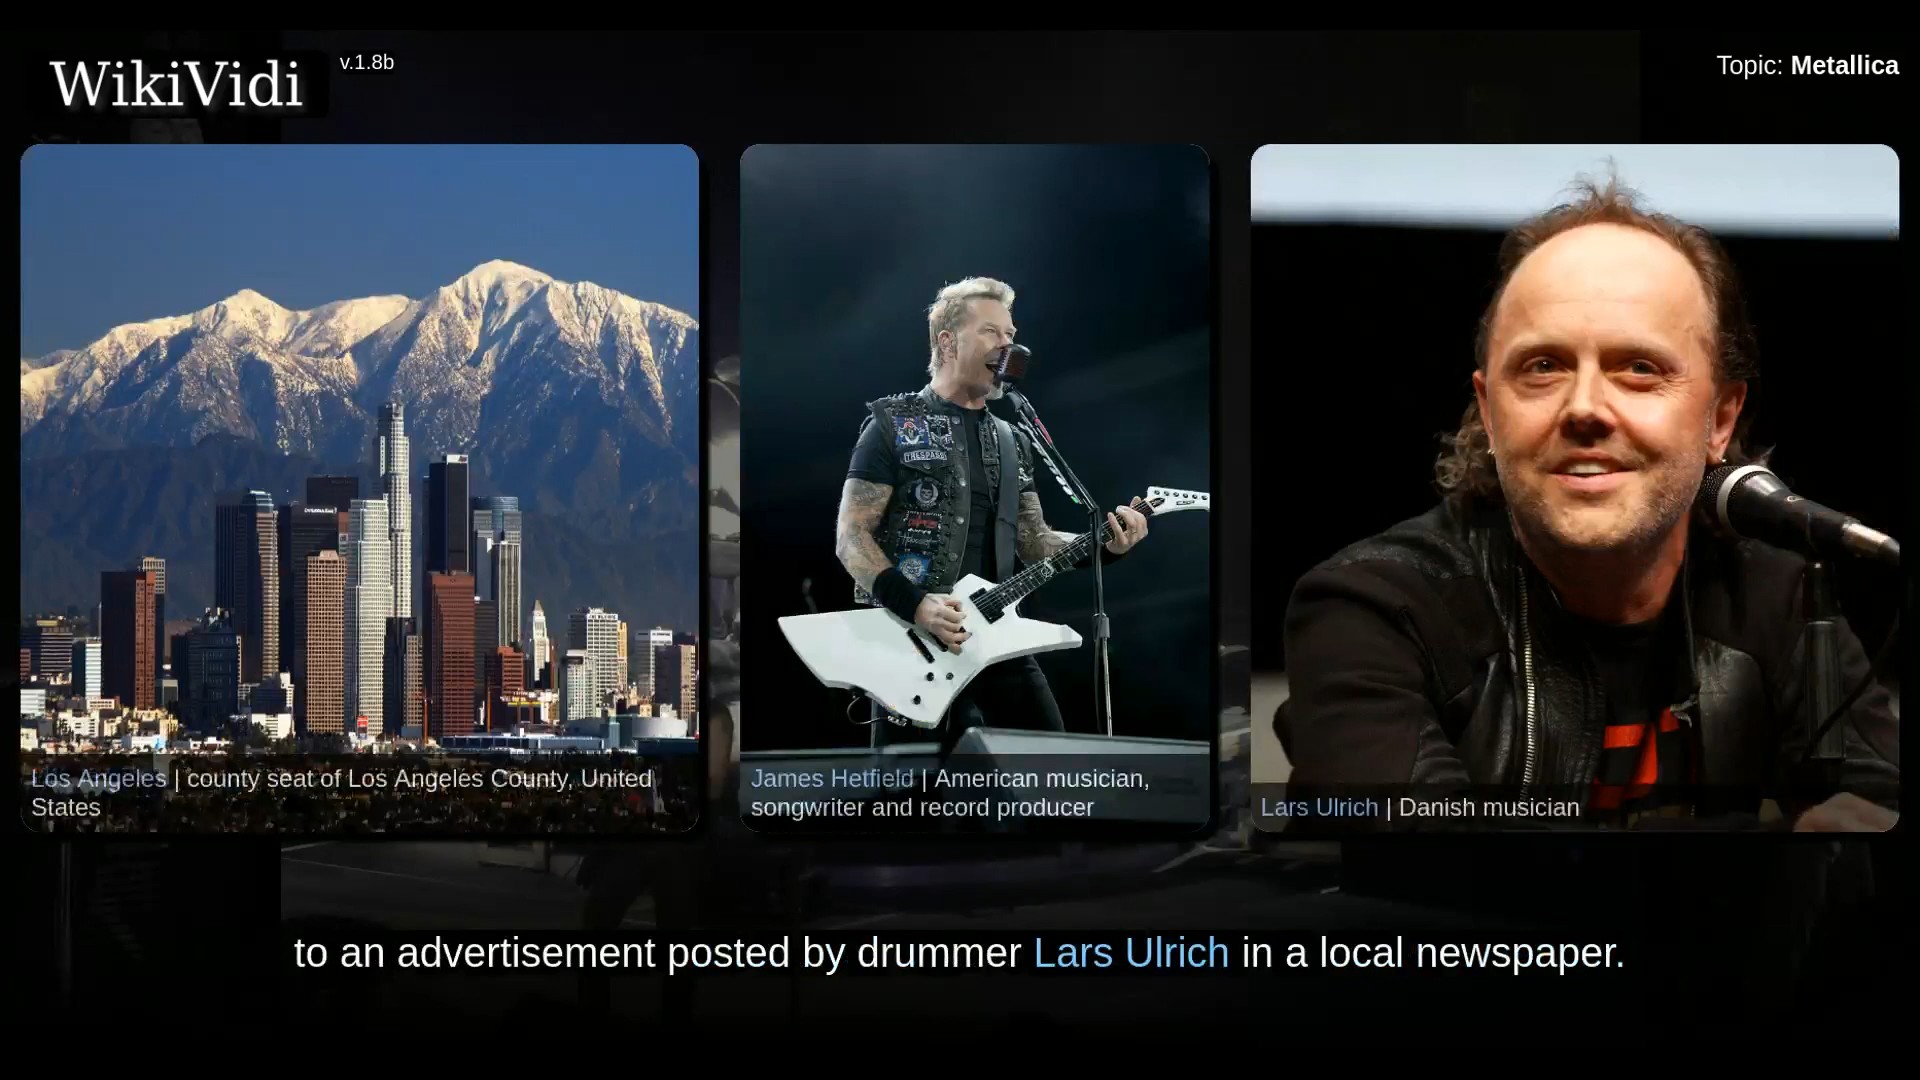 WikiVidi
v.1.8b
Topic: Metallica
TRESPASS
Los Angeles | county seat of Los Angeles County, United
States
James Hetfield | American musician,
songwriter and record producer
Lars Ulrich | Danish musician
to an advertisement posted by drummer Lars Ulrich in a local newspaper.